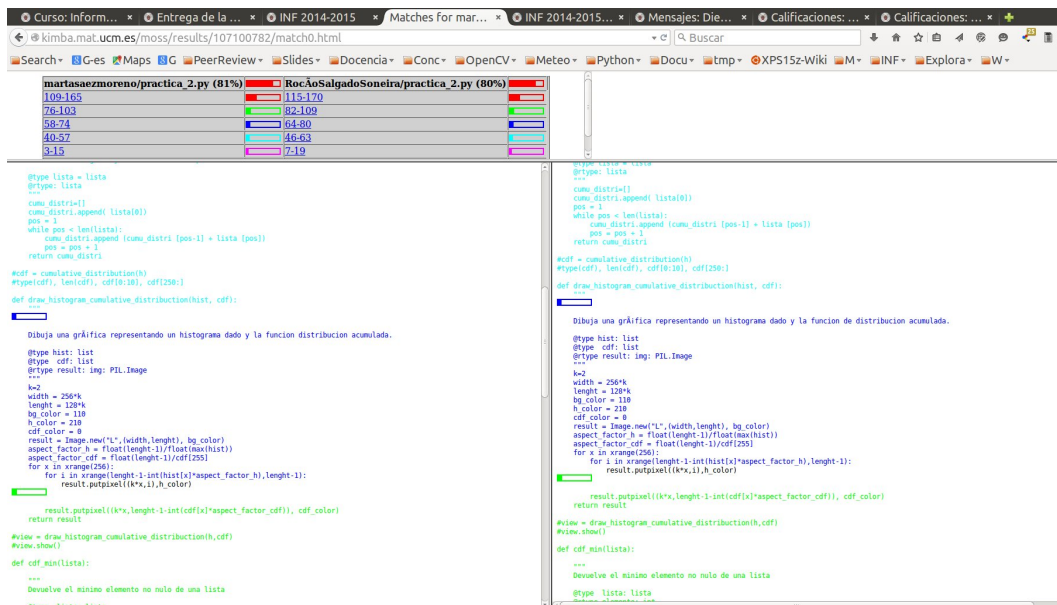 Curso: Inform... × Entrega de la ... × INF 2014-2015 × Matches for mar... × INF 2014-2015... × Mensajes: Die... × Calificaciones: ... × Calificaciones: ... ×
kimba.mat.ucm.es/moss/results/107100782/match0.html Buscar
Search G-es Maps G PeerReview Slides Docencia Conc OpenCV Meteo Python Docu tmp XPS15z-Wiki M INF Explora W
martasaezmoreno/practica_2.py (81%) RocÃoSalgadoSoneira/practica_2.py (80%)
109-165 115-170
76-103 82-109
58-74 64-80
40-57 46-63
3-15 7-19
@type lista = lista
@rtype: lista
"""
cumu_distri=[]
cumu_distri.append( lista[0])
pos = 1
while pos < len(lista):
cumu_distri.append (cumu_distri [pos-1] + lista [pos])
pos = pos + 1
return cumu_distri
#cdf = cumulative_distribution(h)
#type(cdf), len(cdf), cdf[0:10], cdf[250:]
def draw_histogram_cumulative_distribucion(hist, cdf):
"""
Dibuja una grÃ¡fica representando un histograma dado y la funcion distribucion acumulada.
@type hist: list
@type cdf: list
@rtype result: img: PIL.Image
"""
k=2
width = 256*k
lenght = 128*k
bg_color = 110
h_color = 210
cdf_color = 0
result = Image.new("L",(width,lenght), bg_color)
aspect_factor_h = float(lenght-1)/float(max(hist))
aspect_factor_cdf = float(lenght-1)/cdf[255]
for x in xrange(256):
for i in xrange(lenght-1-int(hist[x]*aspect_factor_h),lenght-1):
result.putpixel((k*x,i),h_color)
result.putpixel((k*x,lenght-1-int(cdf[x]*aspect_factor_cdf)), cdf_color)
return result
#view = draw_histogram_cumulative_distribucion(h,cdf)
#view.show()
def cdf_min(lista):
"""
Devuelve el minimo elemento no nulo de una lista
@type lista = lista
@rtype: lista
"""
cumu_distri=[]
cumu_distri.append( lista[0])
pos = 1
while pos < len(lista):
cumu_distri.append (cumu_distri [pos-1] + lista [pos])
pos = pos + 1
return cumu_distri
#cdf = cumulative_distribution(h)
#type(cdf), len(cdf), cdf[0:10], cdf[250:]
def draw_histogram_cumulative_distribucion(hist, cdf):
"""
Dibuja una grÃ¡fica representando un histograma dado y la funcion de distribucion acumulada.
@type hist: list
@type cdf: list
@rtype result: img: PIL.Image
"""
k=2
width = 256*k
lenght = 128*k
bg_color = 110
h_color = 210
cdf_color = 0
result = Image.new("L",(width,lenght), bg_color)
aspect_factor_h = float(lenght-1)/float(max(hist))
aspect_factor_cdf = float(lenght-1)/cdf[255]
for x in xrange(256):
for i in xrange(lenght-1-int(hist[x]*aspect_factor_h),lenght-1):
result.putpixel((k*x,i),h_color)
result.putpixel((k*x,lenght-1-int(cdf[x]*aspect_factor_cdf)), cdf_color)
return result
#view = draw_histogram_cumulative_distribucion(h,cdf)
#view.show()
def cdf_min(lista):
"""
Devuelve el minimo elemento no nulo de una lista
@type lista: lista